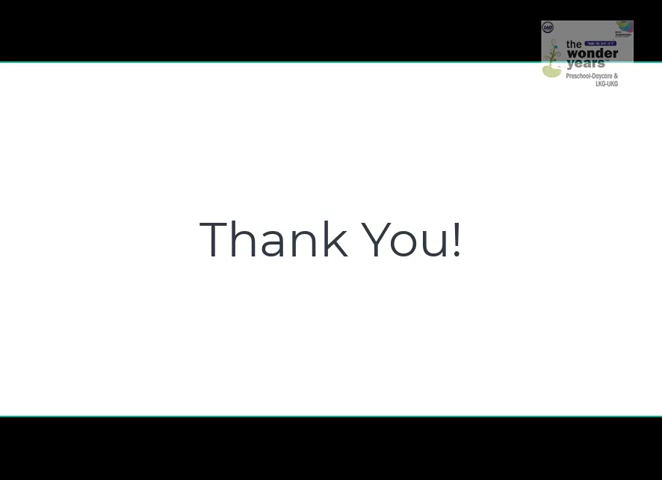 the
wonder
years
Preschool-Daycare &
LKG-UKG
Thank You!